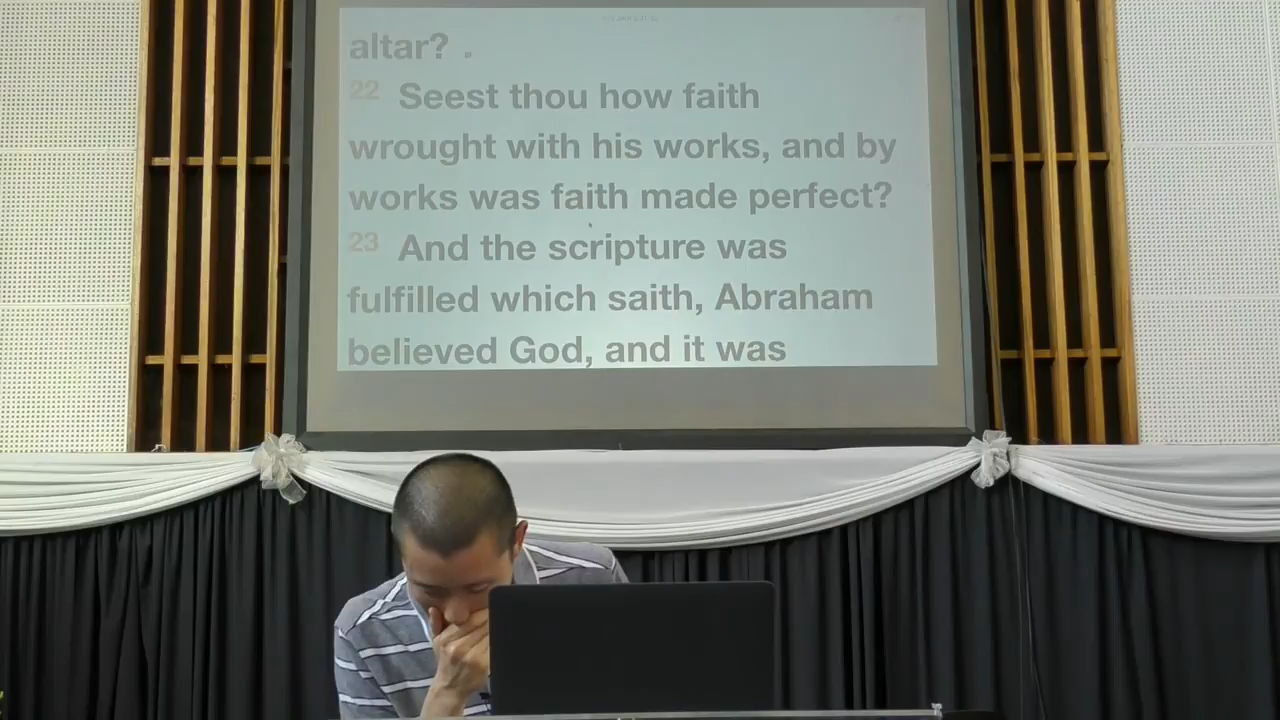 altar?
22 Seest thou how faith
wrought with his works, and by
works was faith made perfect?
23 And the scripture was
fulfilled which saith, Abraham
believed God, and it was